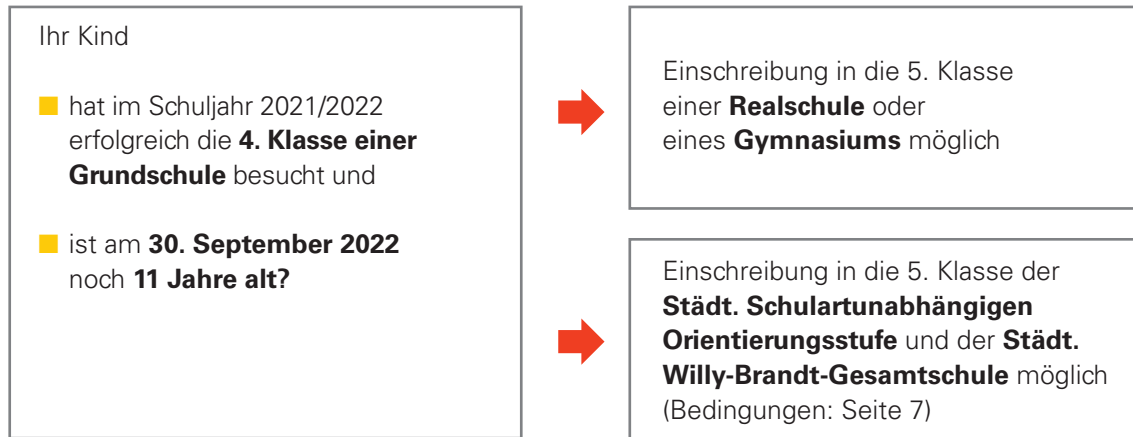 Ihr Kind
hat im Schuljahr 2021/2022
erfolgreich die 4. Klasse einer
Grundschule besucht und
ist am 30. September 2022
noch 11 Jahre alt?
Einschreibung in die 5. Klasse
einer Realschule oder
eines Gymnasiums möglich
Einschreibung in die 5. Klasse der
Städt. Schulartunabhängigen
Orientierungsstufe und der Städt.
Willy-Brandt-Gesamtschule möglich
(Bedingungen: Seite 7)